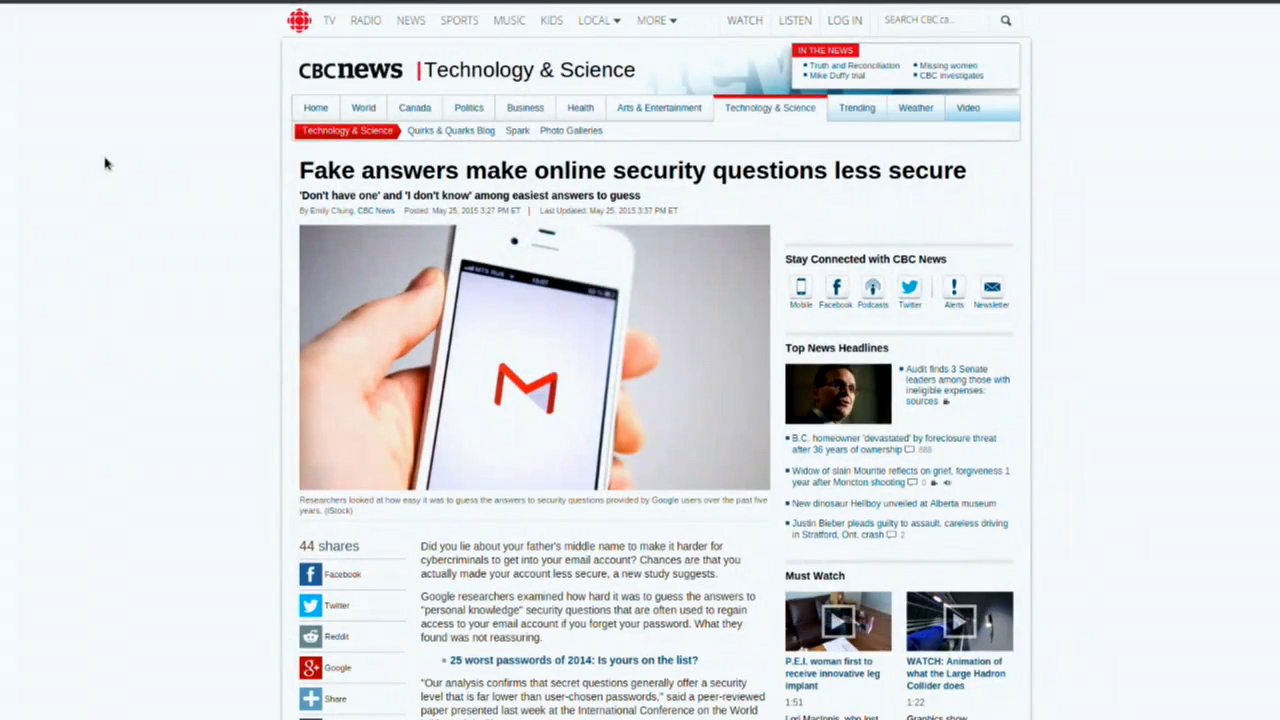 TV RADIO NEWS SPORTS MUSIC KIDS LOCAL MORE WATCH LISTEN LOG IN SEARCH CBC.ca...
CBCnews | Technology & Science
IN THE NEWS
Truth and Reconciliation
Missing women
Mike Duffy trial
CBC Investigates
Home World Canada Politics Business Health Arts & Entertainment Technology & Science Trending Weather Video
Technology & Science Quirks & Quarks Blog Spark Photo Galleries
Fake answers make online security questions less secure
'Don't have one' and 'I don't know' among easiest answers to guess
By Emily Chung, CBC News Posted: May 25, 2015 3:27 PM ET | Last Updated: May 25, 2015 3:37 PM ET
MTS RUS
Researchers looked at how easy it was to guess the answers to security questions provided by Google users over the past five
years. (iStock)
44 shares
Facebook
Twitter
Reddit
Google
Share
Did you lie about your father's middle name to make it harder for
cybercriminals to get into your email account? Chances are that you
actually made your account less secure, a new study suggests.
Google researchers examined how hard it was to guess the answers to
"personal knowledge" security questions that are often used to regain
access to your email account if you forget your password. What they
found was not reassuring.
25 worst passwords of 2014: Is yours on the list?
"Our analysis confirms that secret questions generally offer a security
level that is far lower than user-chosen passwords," said a peer-reviewed
paper presented last week at the International Conference on the World
Stay Connected with CBC News
Mobile Facebook Podcasts Twitter Alerts Newsletter
Top News Headlines
Audit finds 3 Senate
leaders among those with
ineligible expenses:
sources
B.C. homeowner 'devastated' by foreclosure threat
after 36 years of ownership 888
Widow of slain Mountie reflects on grief, forgiveness 1
year after Moncton shooting 0
New dinosaur Hellboy unveiled at Alberta museum
Justin Bieber pleads guilty to assault, careless driving
in Stratford, Ont. crash 2
Must Watch
P.E.I. woman first to
receive innovative leg
implant
1:51
Lori MacInnis, who lost
WATCH: Animation of
what the Large Hadron
Collider does
1:22
Graphics show